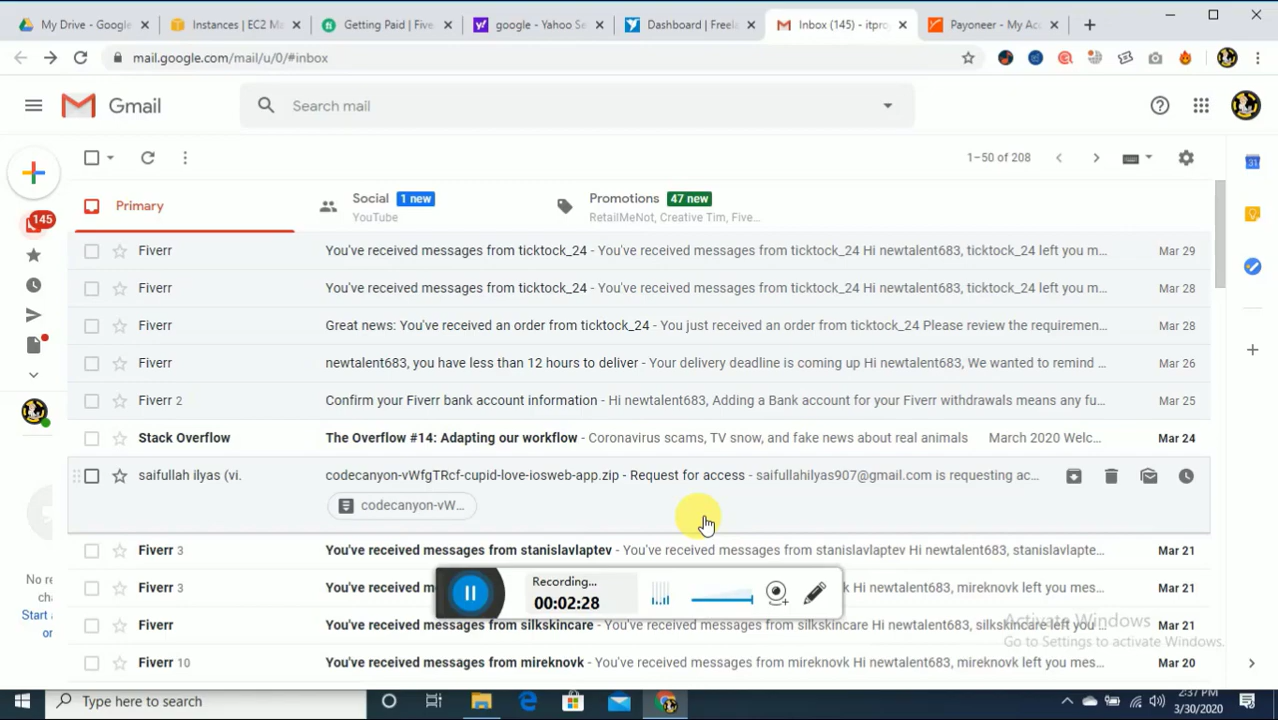 My Drive - Google
Instances | EC2 Ma
Getting Paid | Five
google - Yahoo Se
Dashboard | Freela
Inbox (145) - itpro
Payoneer - My Acc
mail.google.com/mail/u/0/#inbox
Gmail
Search mail
1–50 of 208
Primary
Social 1 new
YouTube
Promotions 47 new
RetailMeNot, Creative Tim, Five...
145
31
Fiverr You've received messages from ticktock_24 - You've received messages from ticktock_24 Hi newtalent683, ticktock_24 left you m... Mar 29
Fiverr You've received messages from ticktock_24 - You've received messages from ticktock_24 Hi newtalent683, ticktock_24 left you m... Mar 28
Fiverr Great news: You've received an order from ticktock_24 - You just received an order from ticktock_24 Please review the requiremen... Mar 28
Fiverr newtalent683, you have less than 12 hours to deliver - Your delivery deadline is coming up Hi newtalent683, We wanted to remind ... Mar 26
Fiverr 2 Confirm your Fiverr bank account information - Hi newtalent683, Adding a Bank account for your Fiverr withdrawals means any fu... Mar 25
Stack Overflow The Overflow #14: Adapting our workflow - Coronavirus scams, TV snow, and fake news about real animals March 2020 Welc... Mar 24
saifullah ilyas (vi. codecanyon-vWfgTRcf-cupid-love-iosweb-app.zip - Request for access - saifullahilyas907@gmail.com is requesting ac...
codecanyon-vW...
Fiverr 3 You've received messages from stanislavlaptev - You've received messages from stanislavlaptev Hi newtalent683, stanislavlapte... Mar 21
Fiverr 3 You've received messages from mireknovk - You've received messages from mireknovk Hi newtalent683, mireknovk left you mes... Mar 21
Fiverr You've received messages from silkskincare - You've received messages from silkskincare Hi newtalent683, silkskincare left you ... Mar 21
Fiverr 10 You've received messages from mireknovk - You've received messages from mireknovk Hi newtalent683, mireknovk left you mes... Mar 20
No re
Start a
or
Recording...
00:02:28
Activate Windows
Go to Settings to activate Windows.
Type here to search
2:37 PM
3/30/2020